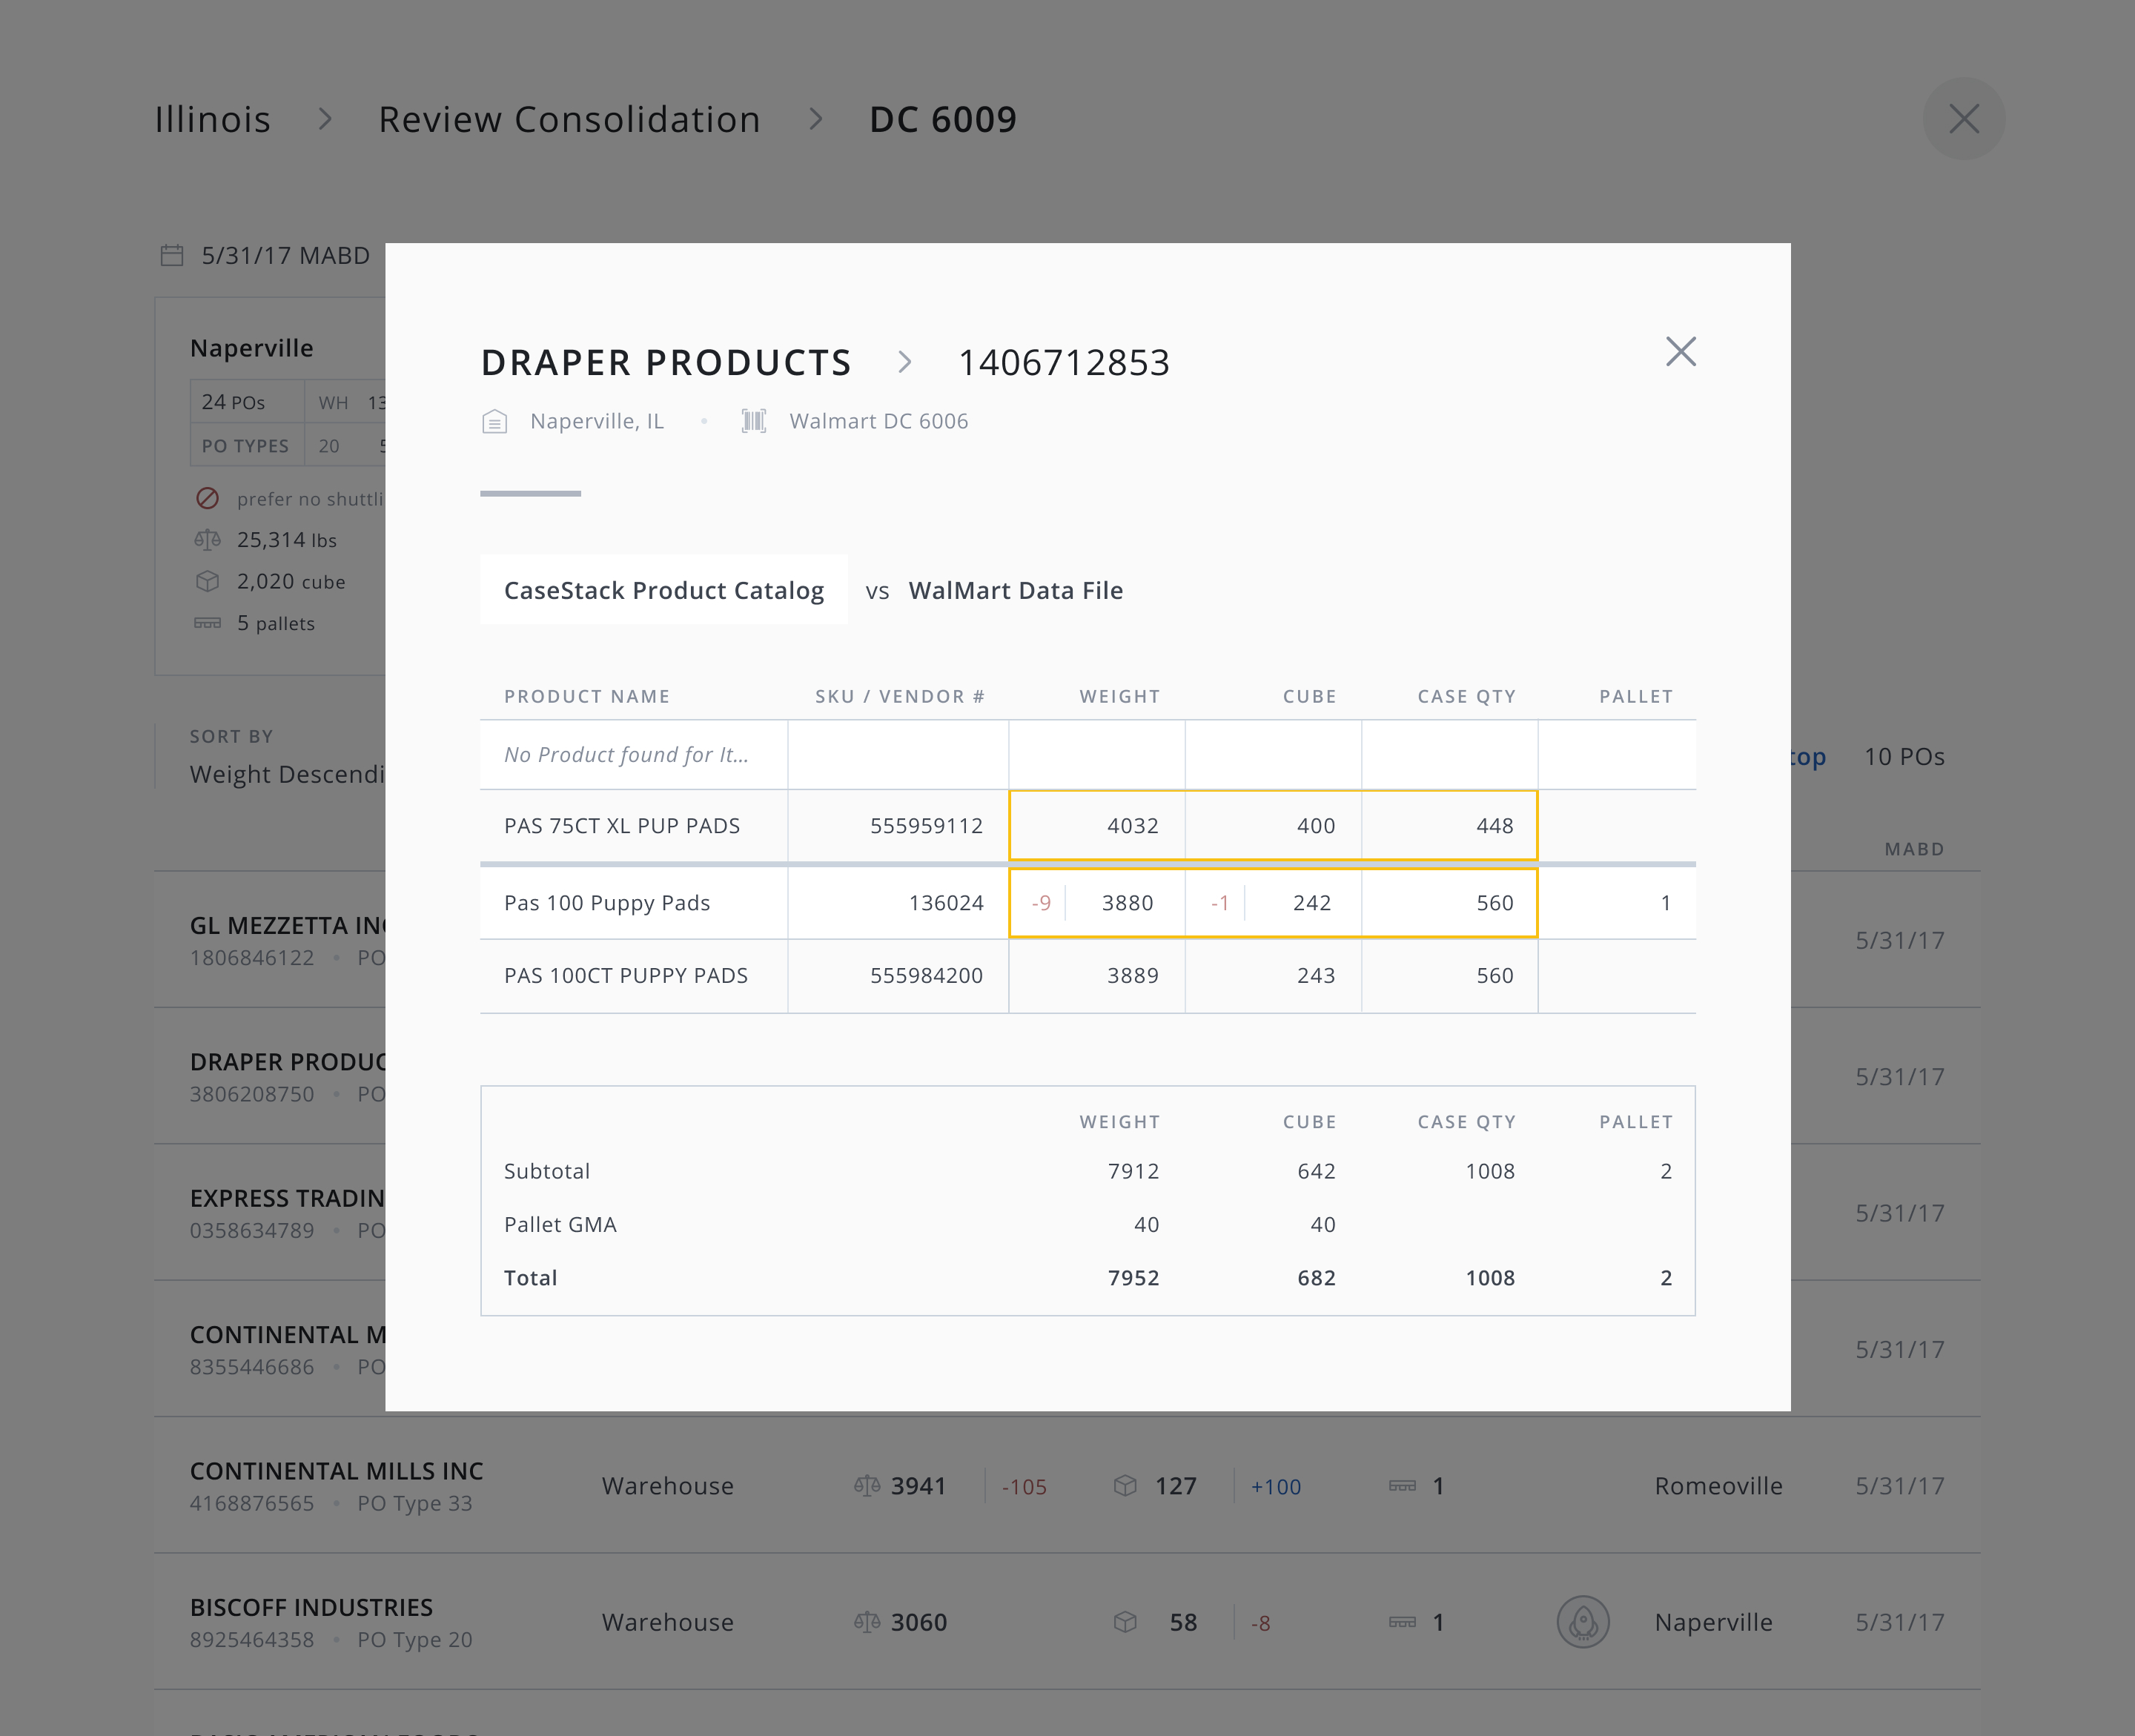 Illinois > Review Consolidation > DC 6009
5/31/17 MABD
Naperville
24 POs WH 13
PO TYPES 20 5
prefer no shuttli
25,314 lbs
2,020 cube
5 pallets
SORT BY
Weight Descendi
top 10 POs
MABD
DRAPER PRODUCTS > 1406712853
Naperville, IL • Walmart DC 6006
CaseStack Product Catalog vs WalMart Data File
PRODUCT NAME SKU / VENDOR # WEIGHT CUBE CASE QTY PALLET
No Product found for It...
PAS 75CT XL PUP PADS 555959112 4032 400 448
Pas 100 Puppy Pads 136024 -9 3880 -1 242 560 1
PAS 100CT PUPPY PADS 555984200 3889 243 560
WEIGHT CUBE CASE QTY PALLET
Subtotal 7912 642 1008 2
Pallet GMA 40 40
Total 7952 682 1008 2
GL MEZZETTA IN
1806846122 • PO
5/31/17
DRAPER PRODUC
3806208750 • PO
5/31/17
EXPRESS TRADIN
0358634789 • PO
5/31/17
CONTINENTAL M
8355446686 • PO
5/31/17
CONTINENTAL MILLS INC
4168876565 • PO Type 33
Warehouse 3941 -105 127 +100 1 Romeoville 5/31/17
BISCOFF INDUSTRIES
8925464358 • PO Type 20
Warehouse 3060 58 -8 1 Naperville 5/31/17